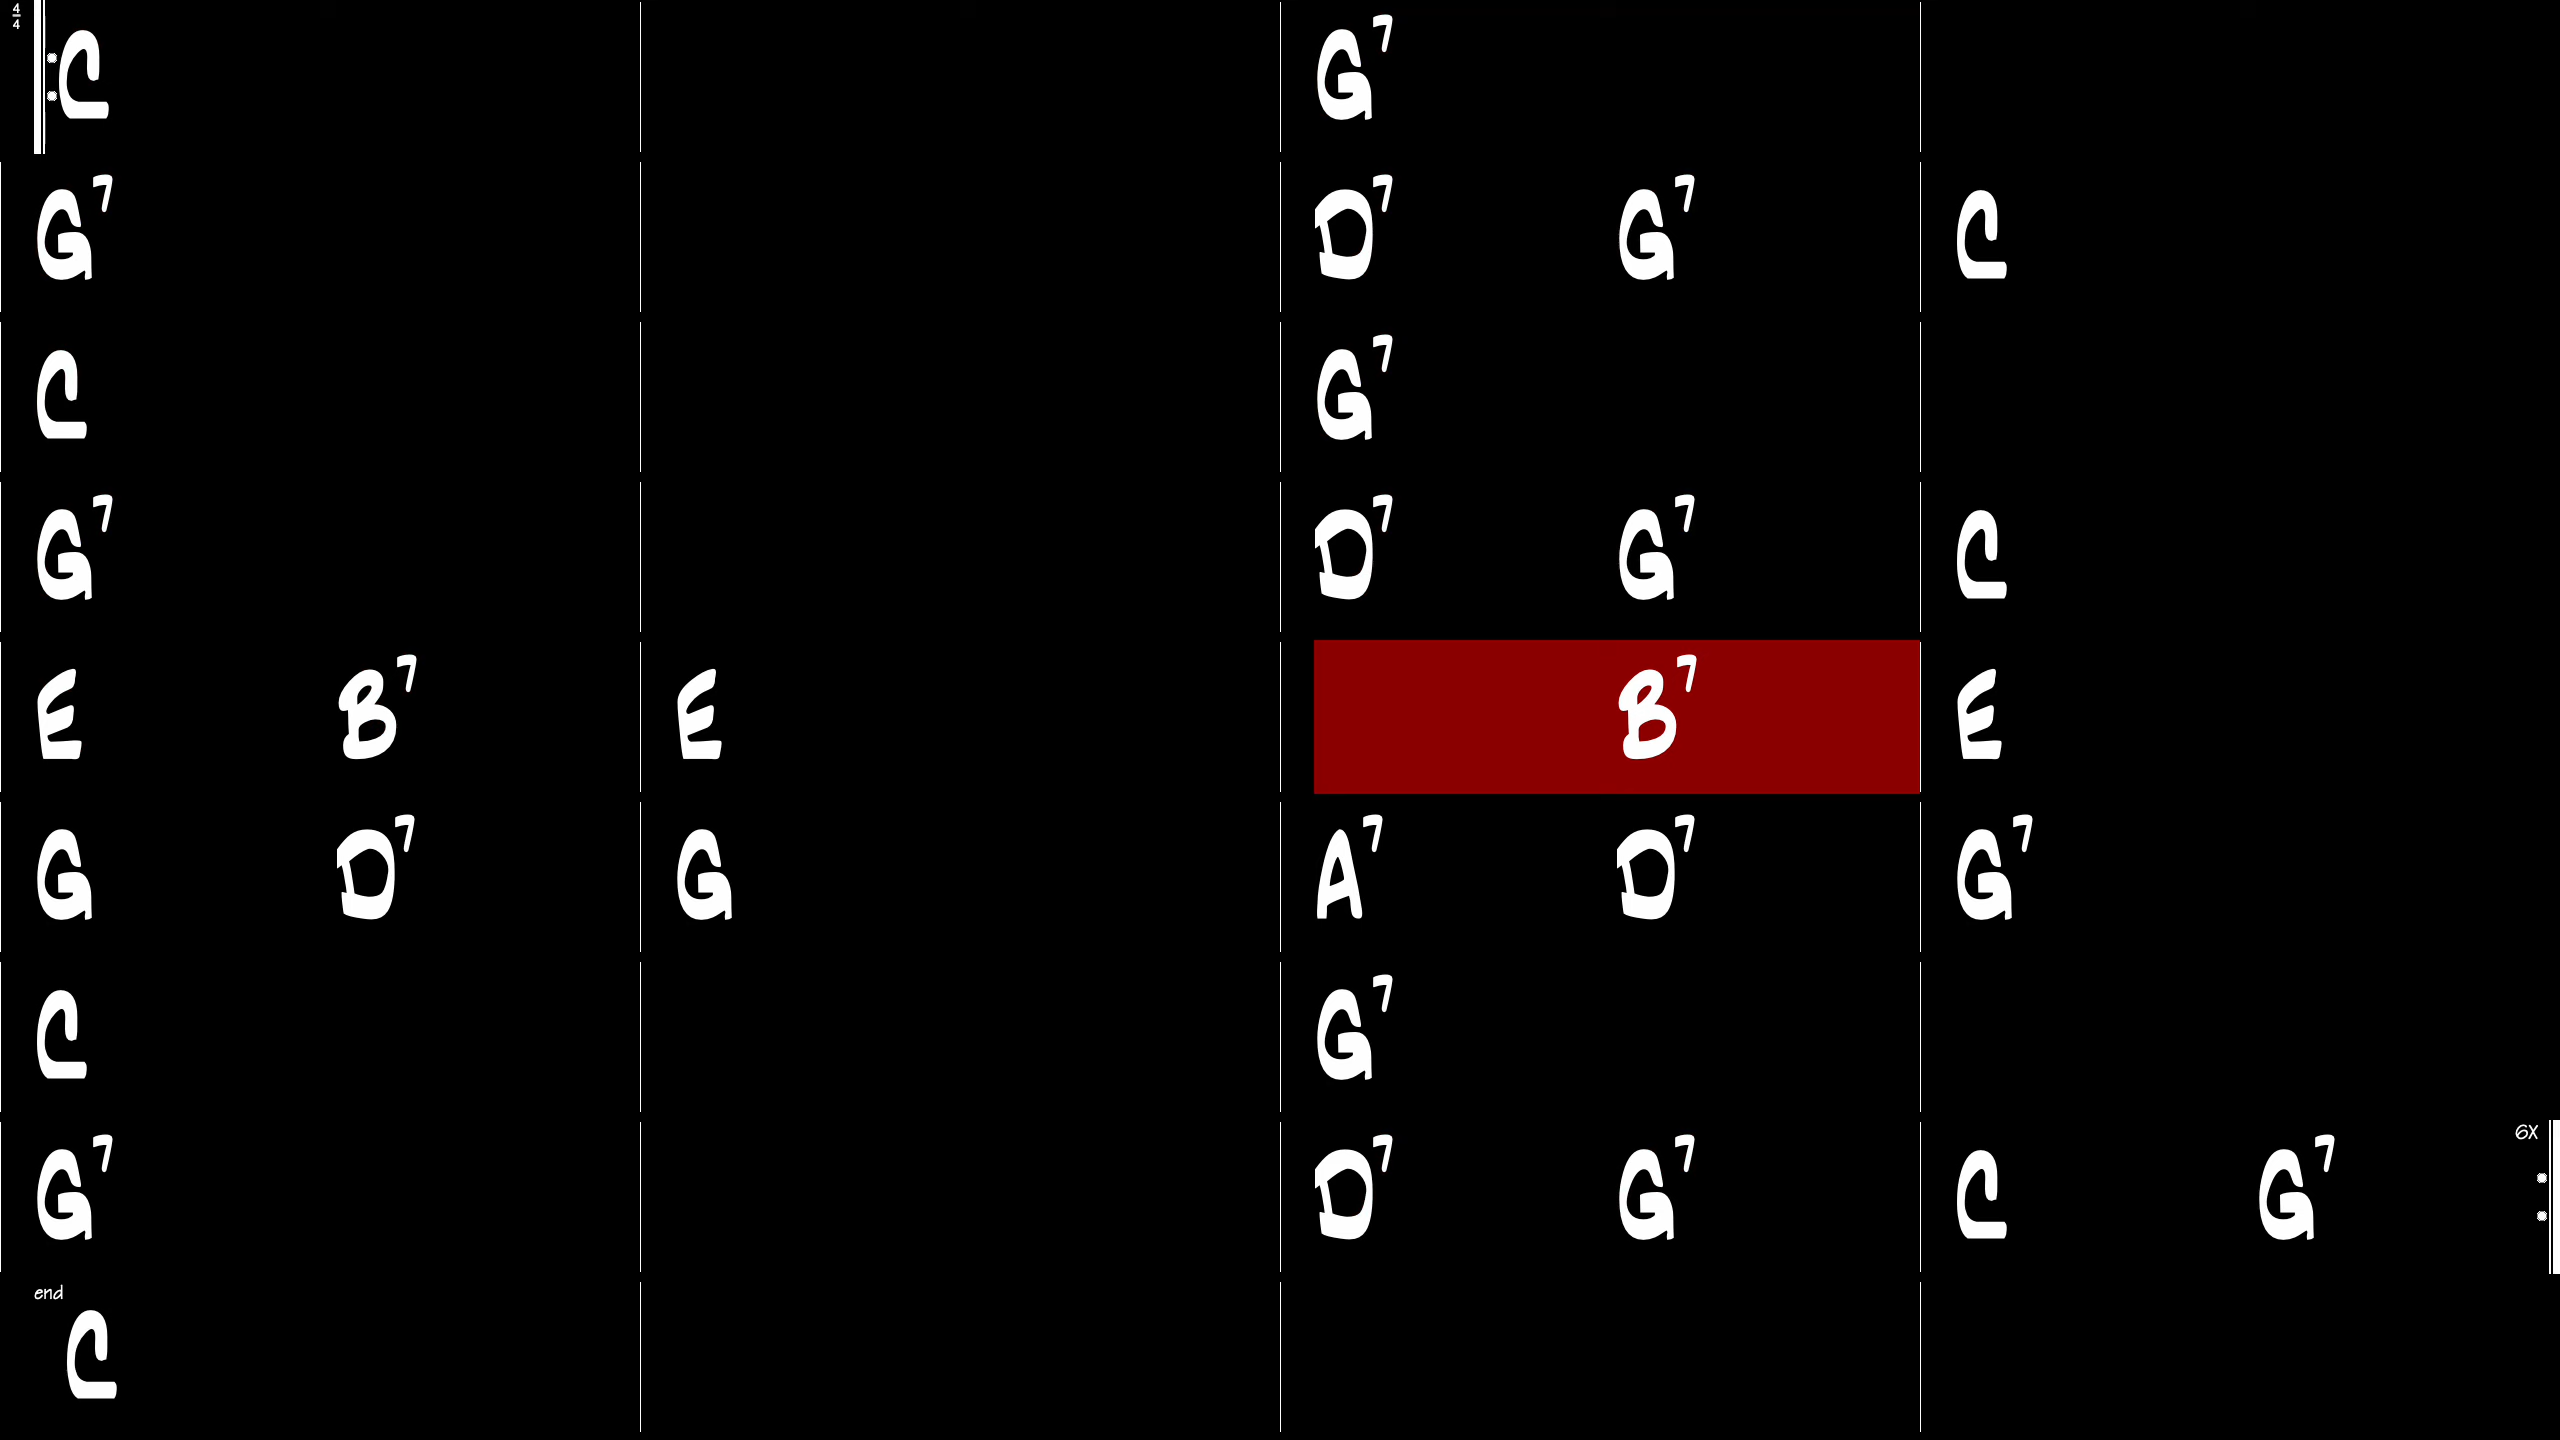 4/4 C G7
G7 D7 G7 C
C G7
G7 D7 G7 C
E B7 E B7 E
G D7 G A7 D7 G7
C G7
6X
G7 D7 G7 C G7
end
C